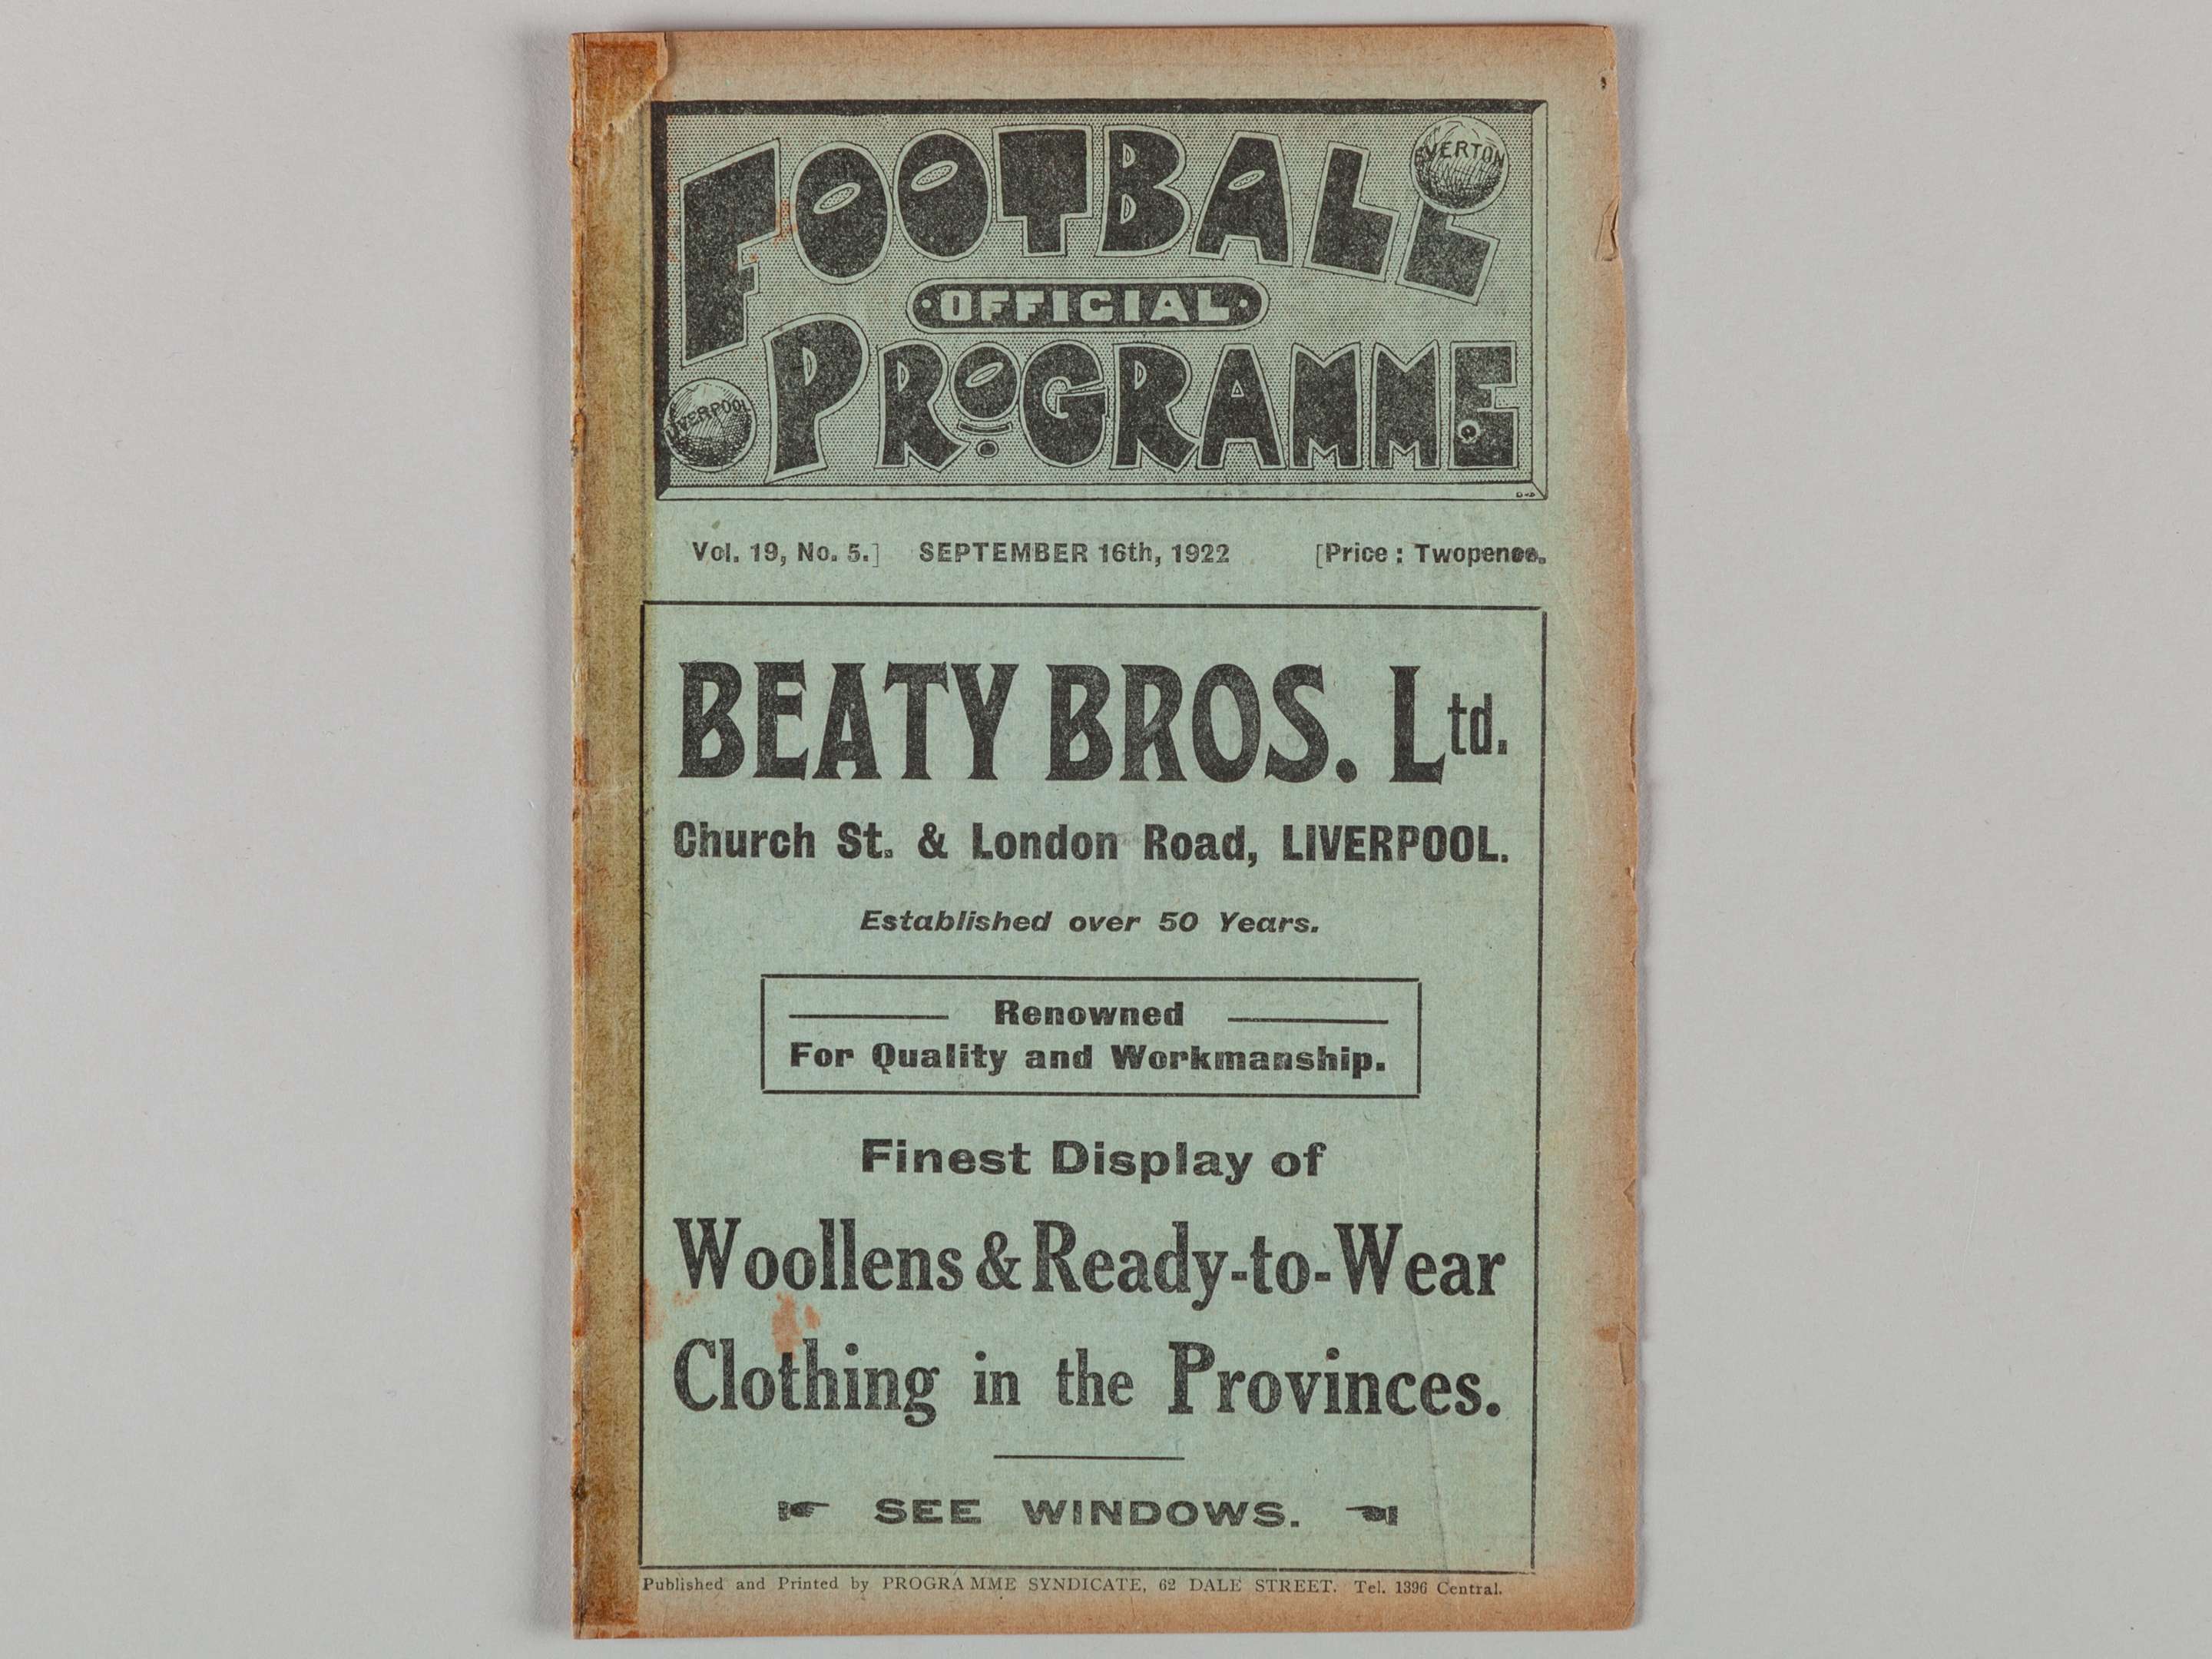 FOOTBALL
EVERTON
·OFFICIAL·
PROGRAMME
LIVERPOOL
Vol. 19, No. 5.] SEPTEMBER 16th, 1922 [Price : Twopence.
BEATY BROS. Ltd.
Church St. & London Road, LIVERPOOL.
Established over 50 Years.
Renowned
For Quality and Workmanship.
Finest Display of
Woollens & Ready-to-Wear
Clothing in the Provinces.
☛ SEE WINDOWS. ☚
Published and Printed by PROGRAMME SYNDICATE, 62 DALE STREET. Tel. 1396 Central.